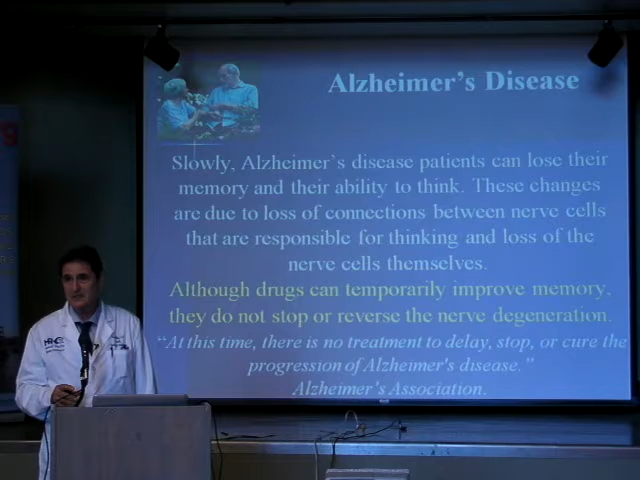 Alzheimer's Disease
Slowly, Alzheimer's disease patients can lose their
memory and their ability to think. These changes
are due to loss of connections between nerve cells
that are responsible for thinking and loss of the
nerve cells themselves.
Although drugs can temporarily improve memory,
they do not stop or reverse the nerve degeneration.
"At this time, there is no treatment to delay, stop, or cure the
progression of Alzheimer's disease."
Alzheimer's Association.